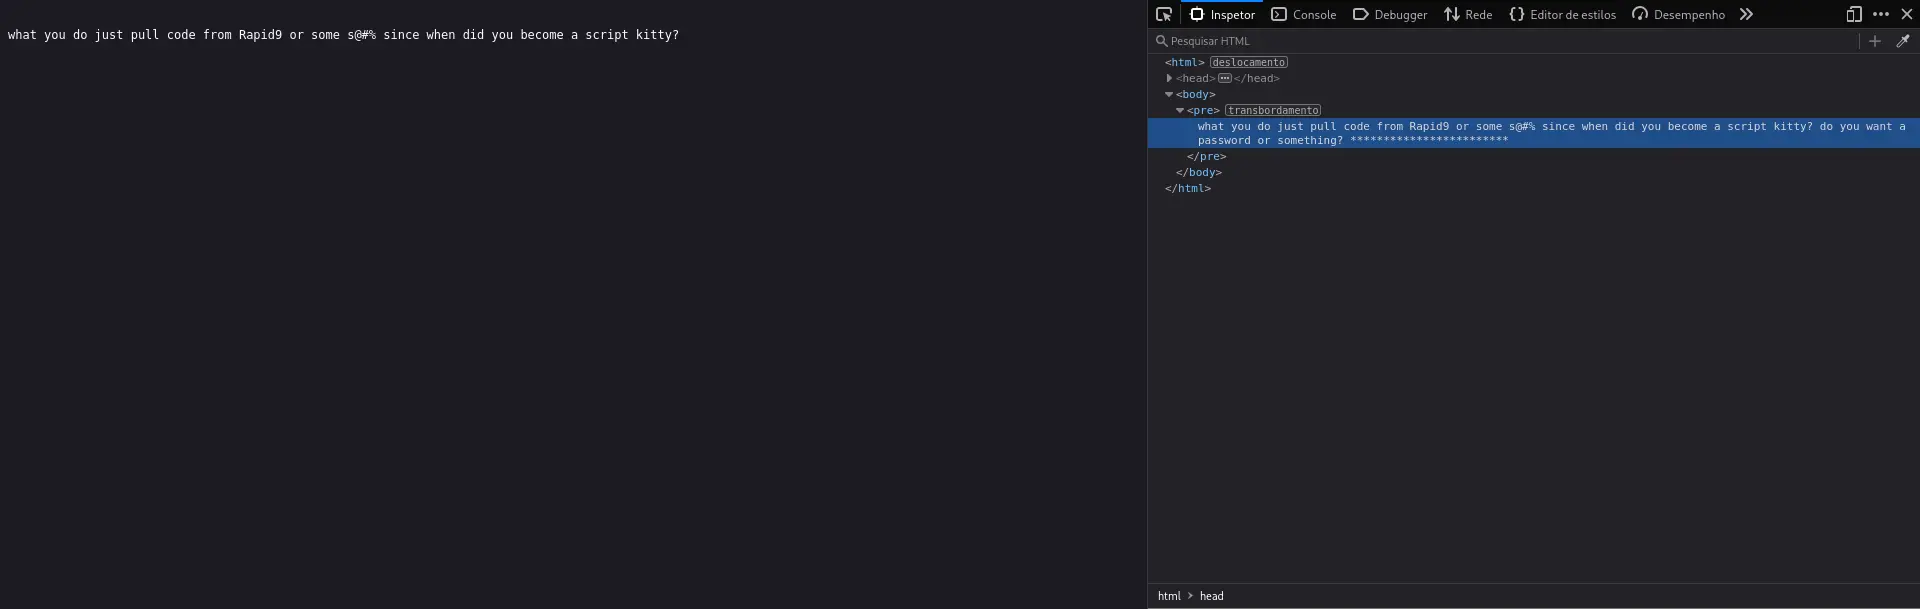 what you do just pull code from Rapid9 or some s@#% since when did you become a script kitty?
Inspetor Console Debugger Rede Editor de estilos Desempenho
Pesquisar HTML
<html> deslocamento
<head> ••• </head>
<body>
<pre> transbordamento
what you do just pull code from Rapid9 or some s@#% since when did you become a script kitty? do you want a
password or something? ************************
</pre>
</body>
</html>
html > head